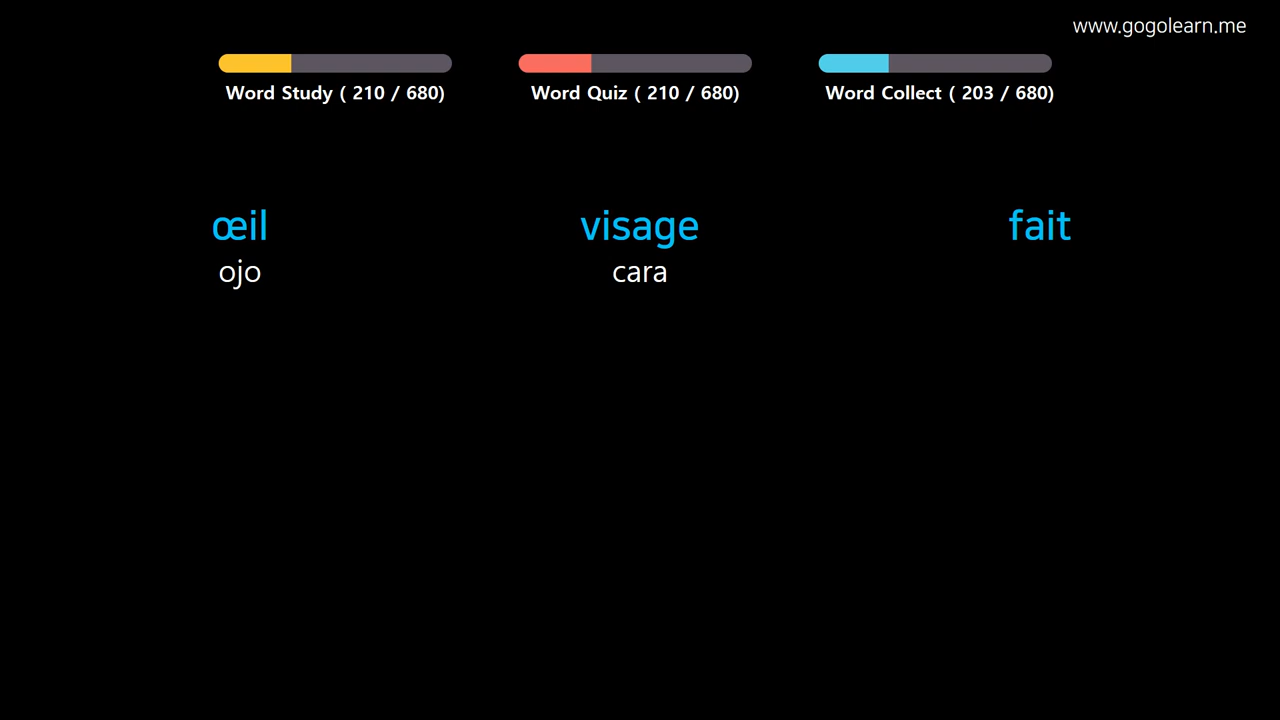 www.gogolearn.me
Word Study ( 210 / 680)
Word Quiz ( 210 / 680)
Word Collect ( 203 / 680)
œil
visage
fait
ojo
cara